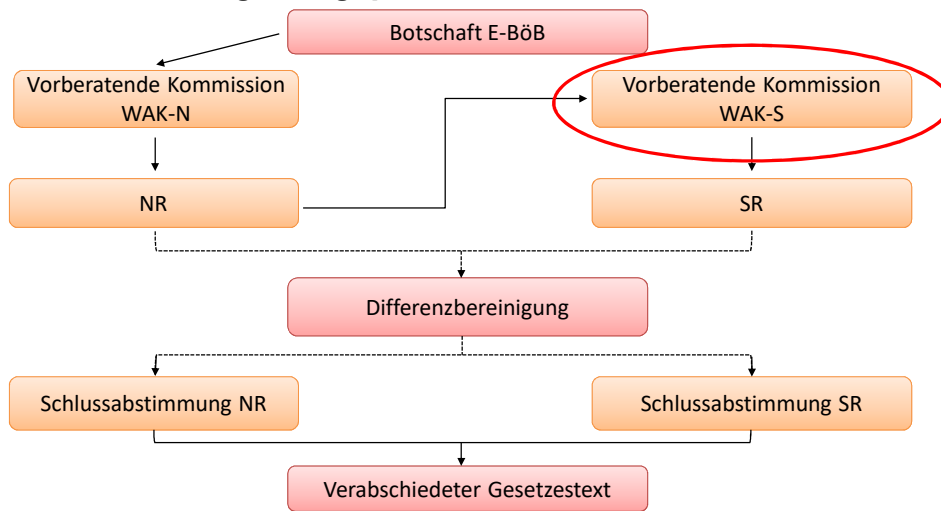 Botschaft E-BöB
Vorberatende Kommission
WAK-N
Vorberatende Kommission
WAK-S
NR
SR
Differenzbereinigung
Schlussabstimmung NR
Schlussabstimmung SR
Verabschiedeter Gesetzestext